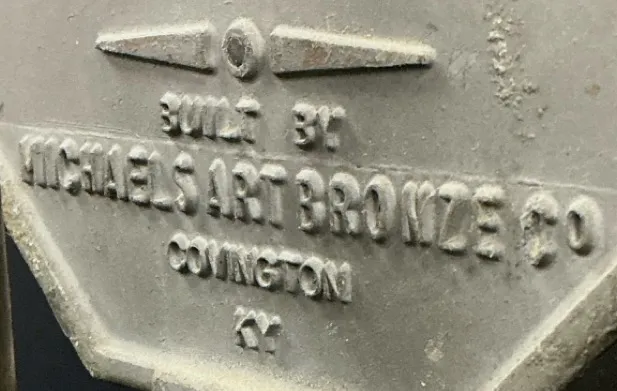 BUILT BY
MICHAELS ART BRONZE CO
COVINGTON
KY.